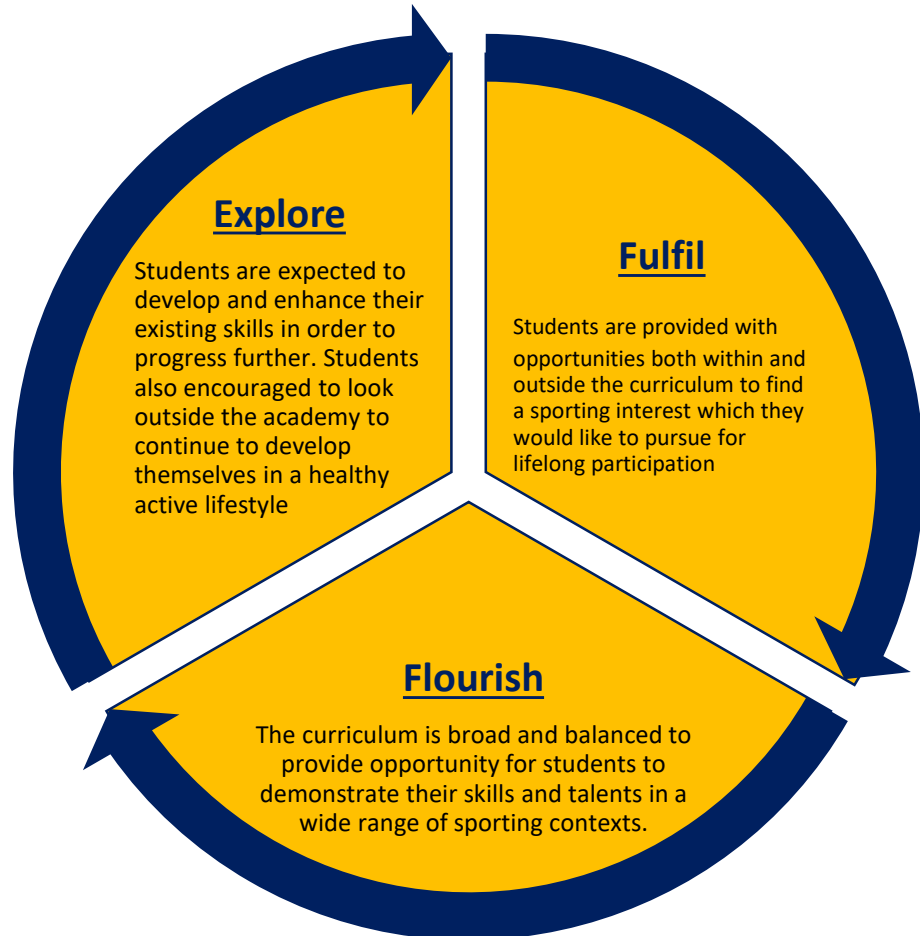 Explore
Students are expected to
develop and enhance their
existing skills in order to
progress further. Students
also encouraged to look
outside the academy to
continue to develop
themselves in a healthy
active lifestyle
Fulfil
Students are provided with
opportunities both within and
outside the curriculum to find
a sporting interest which they
would like to pursue for
lifelong participation
Flourish
The curriculum is broad and balanced to
provide opportunity for students to
demonstrate their skills and talents in a
wide range of sporting contexts.